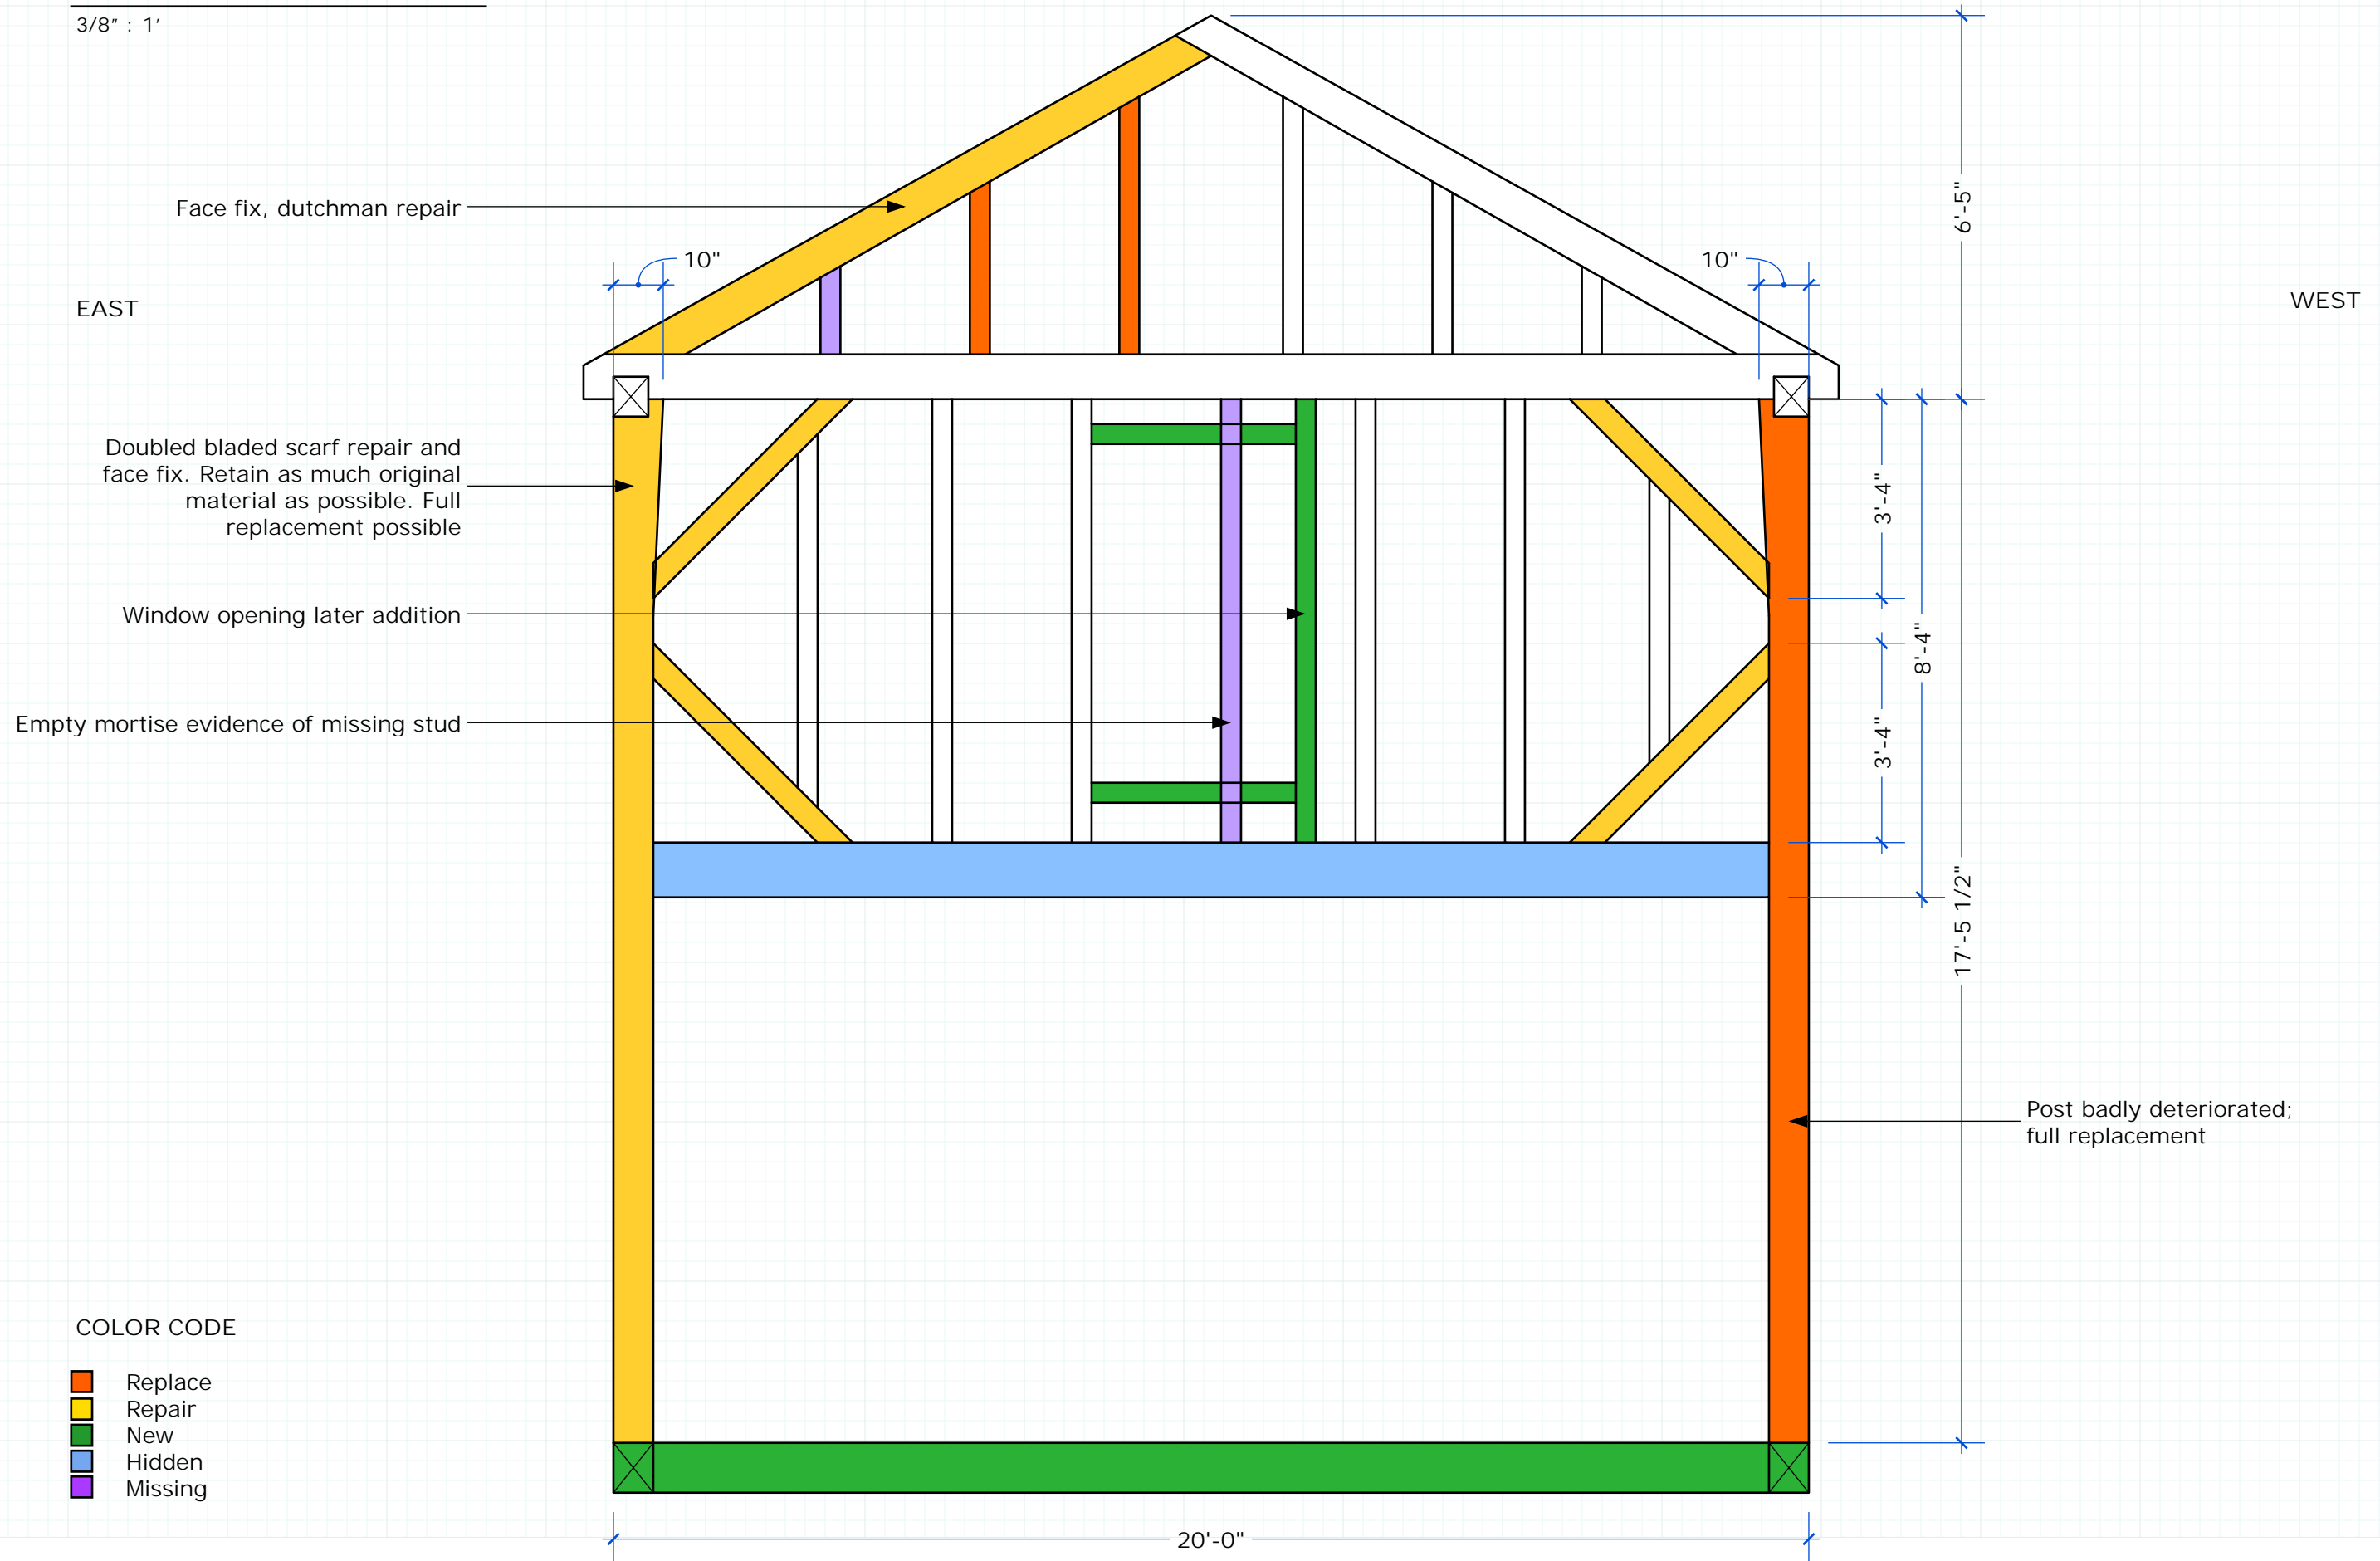 3/8" : 1'
6'-5"
Face fix, dutchman repair
10"
10"
EAST
WEST
Doubled bladed scarf repair and
face fix. Retain as much original
material as possible. Full
replacement possible
3'-4"
Window opening later addition
8'-4"
Empty mortise evidence of missing stud
3'-4"
17'-5 1/2"
Post badly deteriorated;
full replacement
COLOR CODE
Replace
Repair
New
Hidden
Missing
20'-0"